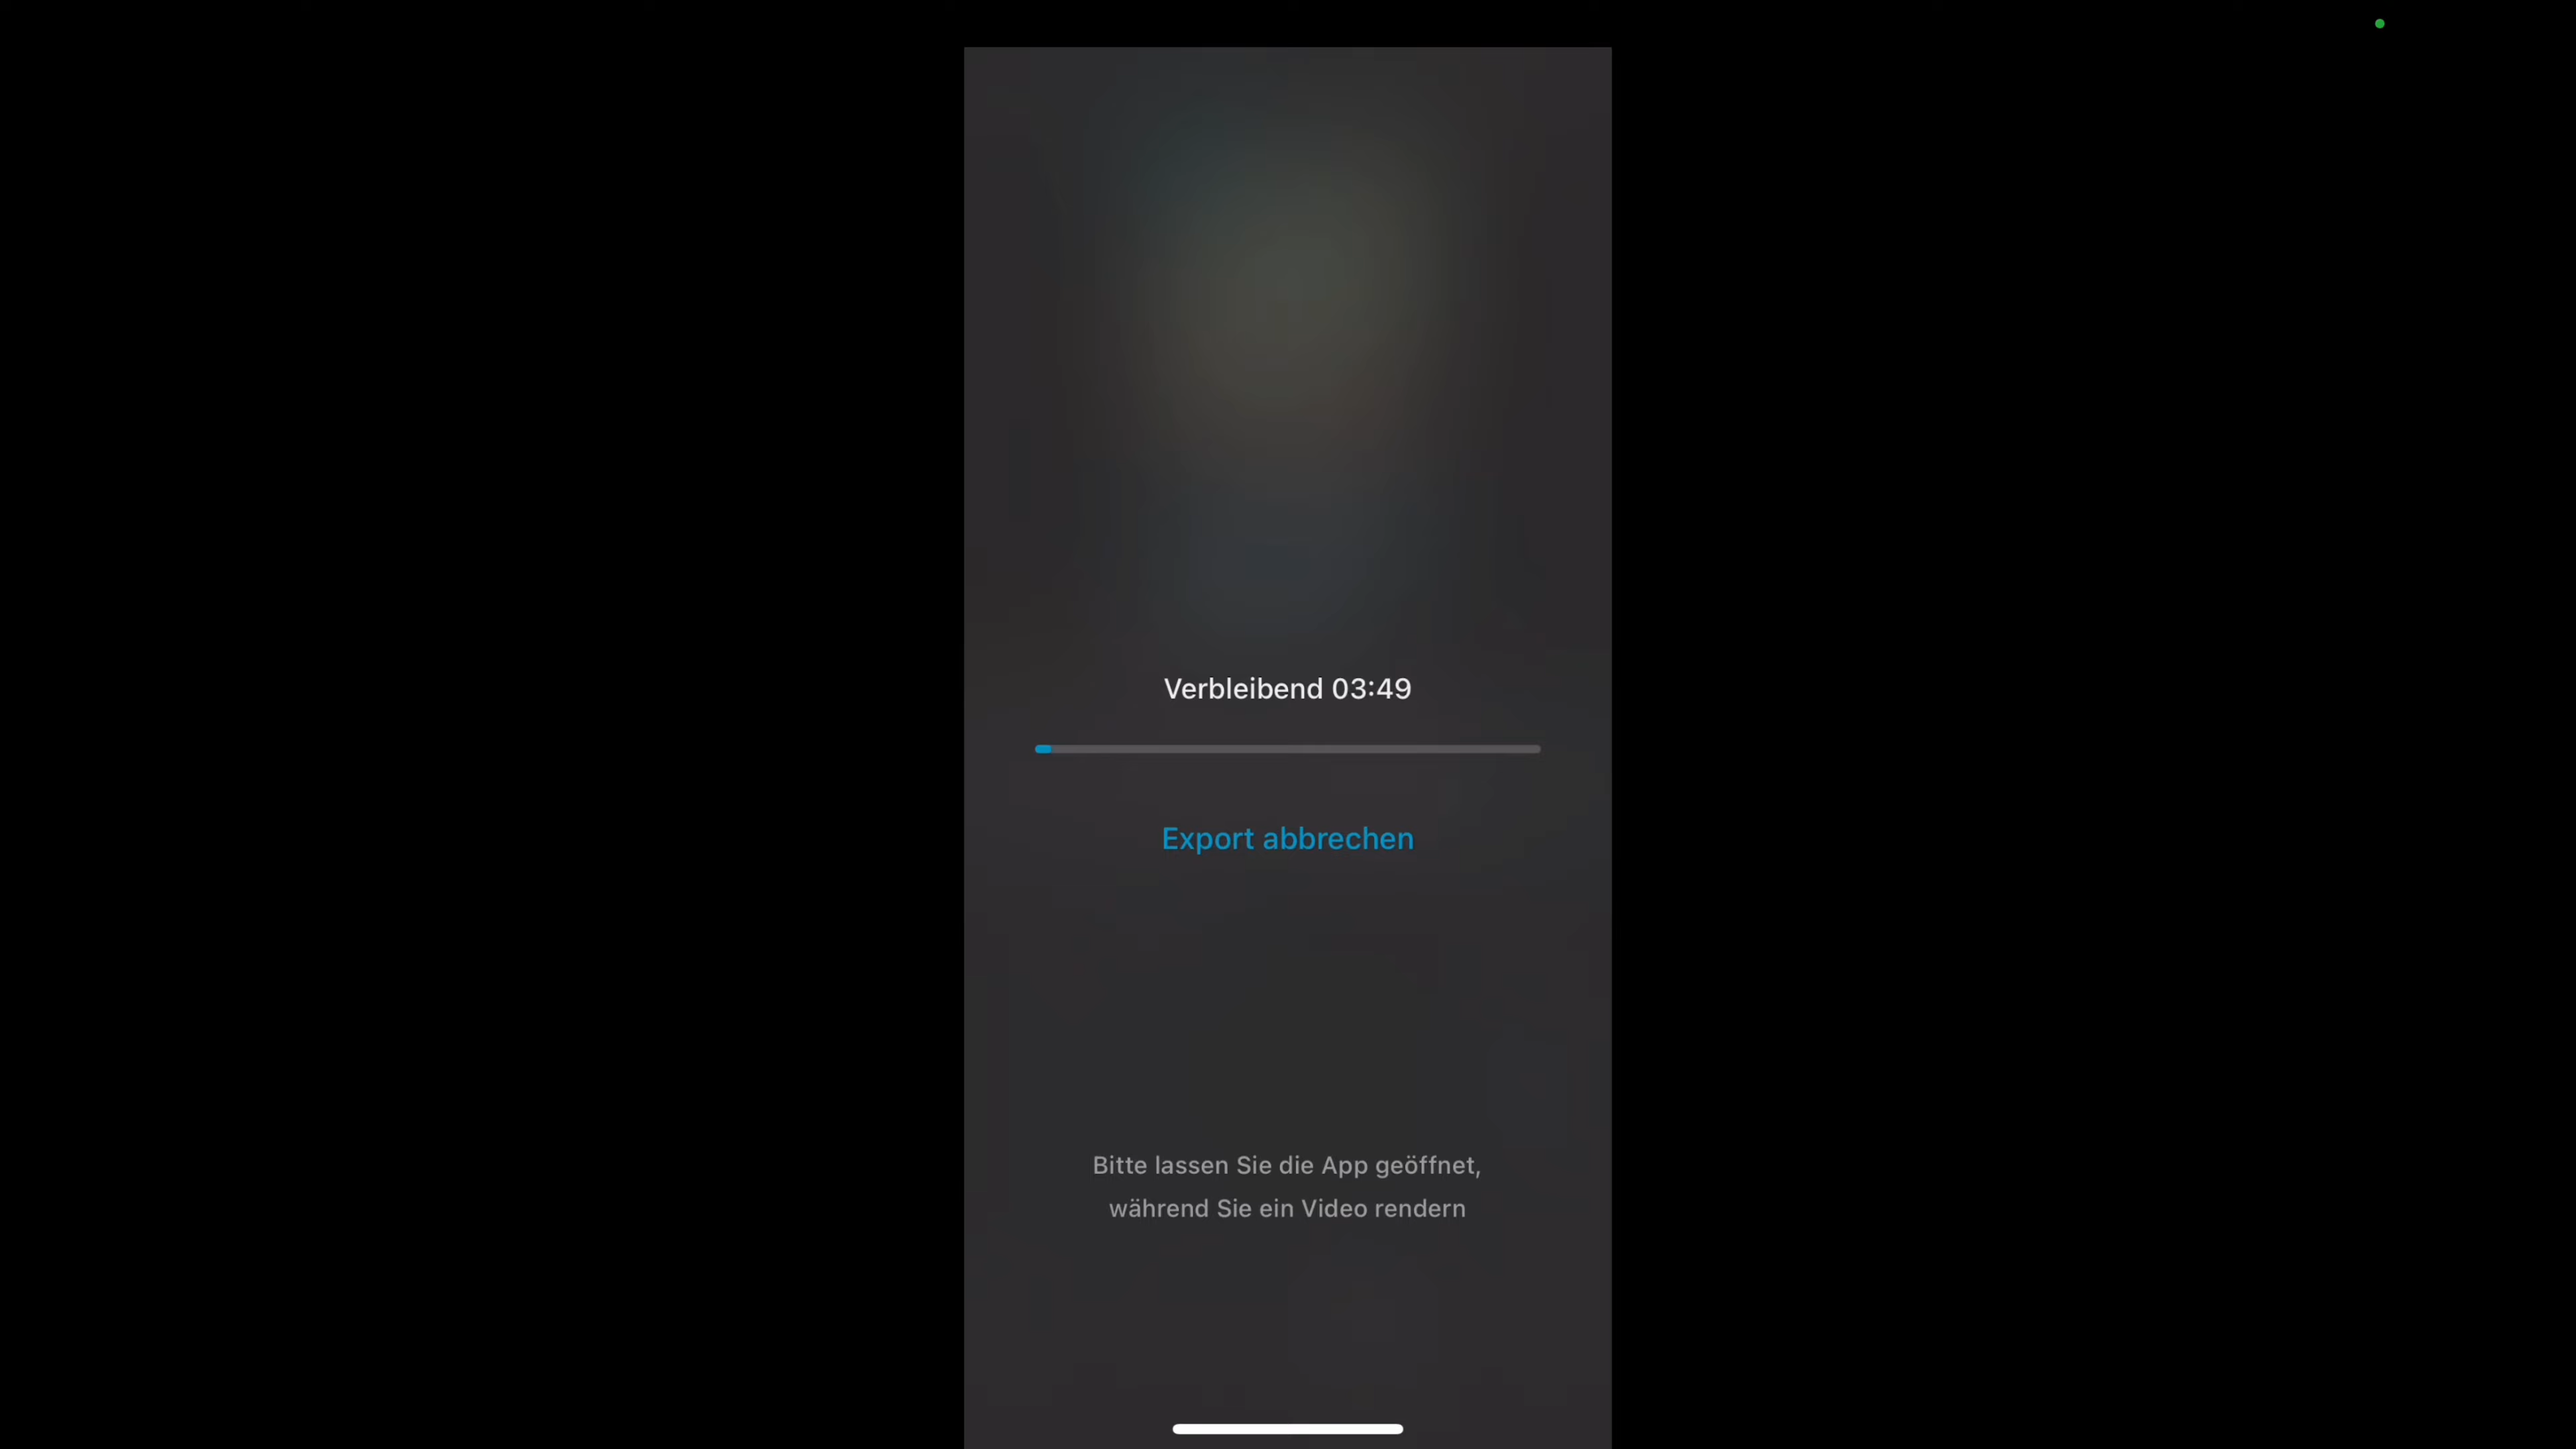 Verbleibend 03:49
Export abbrechen
Bitte lassen Sie die App geöffnet,
während Sie ein Video rendern